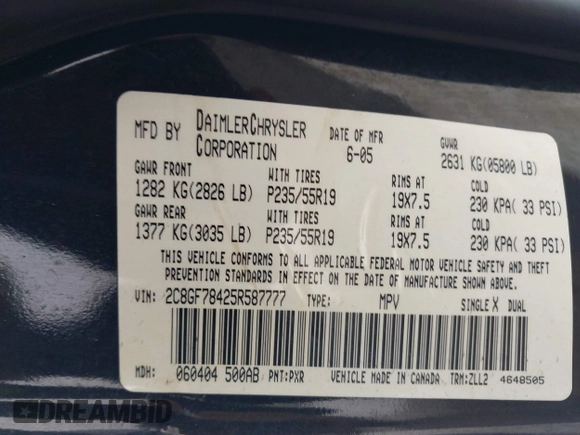 MFD BY DAIMLERCHRYSLER CORPORATION DATE OF MFR 6-05 GVWR 2631 KG(05800 LB)
GAWR FRONT WITH TIRES RIMS AT COLD
1282 KG(2826 LB) P235/55R19 19X7.5 230 KPA( 33 PSI)
GAWR REAR WITH TIRES RIMS AT COLD
1377 KG(3035 LB) P235/55R19 19X7.5 230 KPA( 33 PSI)
THIS VEHICLE CONFORMS TO ALL APPLICABLE FEDERAL MOTOR VEHICLE SAFETY AND THEFT
PREVENTION STANDARDS IN EFFECT ON THE DATE OF MANUFACTURE SHOWN ABOVE.
VIN: 2C8GF78425R587777 TYPE: MPV SINGLE X DUAL
MDH: 060404 500AB PNT:PXR VEHICLE MADE IN CANADA TRM:ZLL2 4648505
DREAMBID